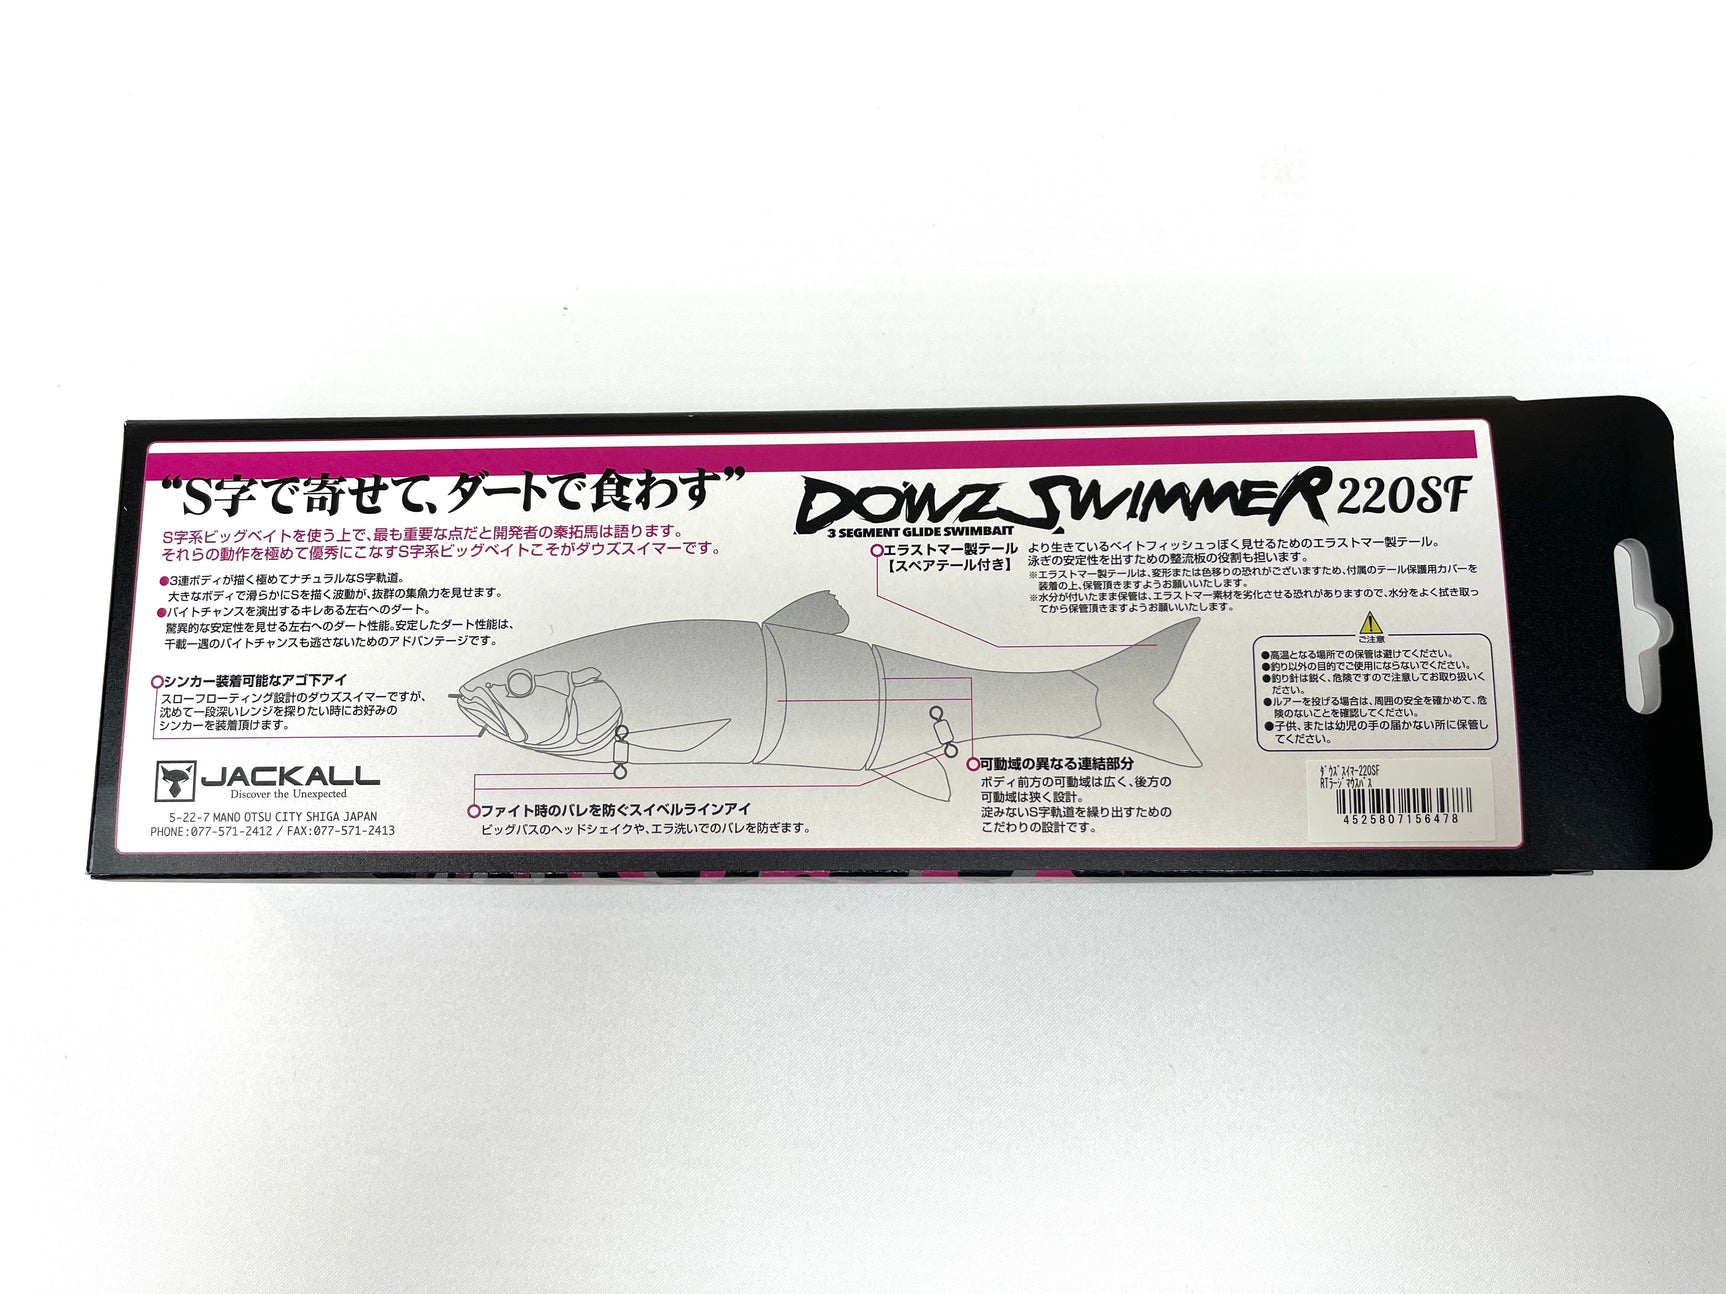 “S字で寄せて、ダートで食わす”
S字系ビッグベイトを使う上で、最も重要な点だと開発者の秦拓馬は語ります。
それらの動作を極めて優秀にこなすS字系ビッグベイトこそがダウズスイマーです。
●3連ボディが描く極めてナチュラルなS字軌道。
大きなボディで滑らかにSを描く波動が、抜群の集魚力を見せます。
●バイトチャンスを演出するキレある左右へのダート。
驚異的な安定性を見せる左右へのダート性能。安定したダート性能は、
千載一遇のバイトチャンスも逃さないためのアドバンテージです。
シンカー装着可能なアゴ下アイ
スローフローティング設計のダウズスイマーですが、
沈めて一段深いレンジを探りたい時にお好みの
シンカーを装着頂けます。
JACKALL
Discover the Unexpected
5-22-7 MANO OTSU CITY SHIGA JAPAN
PHONE:077-571-2412 / FAX:077-571-2413
ファイト時のバレを防ぐスイベルラインアイ
ビッグバスのヘッドシェイクや、エラ洗いでのバレを防ぎます。
DOWZ SWIMMER 220SF
3 SEGMENT GLIDE SWIMBAIT
エラストマー製テール
【スペアテール付き】
より生きているベイトフィッシュっぽく見せるためのエラストマー製テール。
泳ぎの安定性を出すための整流板の役割も担います。
※エラストマー製テールは、変形または色移りの恐れがございますため、付属のテール保護用カバーを
装着の上、保管頂きますようお願いいたします。
※水分が付いたまま保管は、エラストマー素材を劣化させる恐れがありますので、水分をよく拭き取っ
てから保管頂きますようお願いいたします。
可動域の異なる連結部分
ボディ前方の可動域は広く、後方の
可動域は狭く設計。
淀みないS字軌道を繰り出すための
こだわりの設計です。
ご注意
●高温となる場所での保管は避けてください。
●釣り以外の目的でご使用にならないでください。
●釣り針は鋭く、危険ですので注意してお取り扱いく
ださい。
●ルアーを投げる場合は、周囲の安全を確かめて、危
険のないことを確認してください。
●子供、または幼児の手の届かない所に保管し
てください。
ﾀﾞｳｽﾞｽｲﾏｰ220SF
RTﾗｰｼﾞﾏｳｽﾊﾞｽ
4525807156478